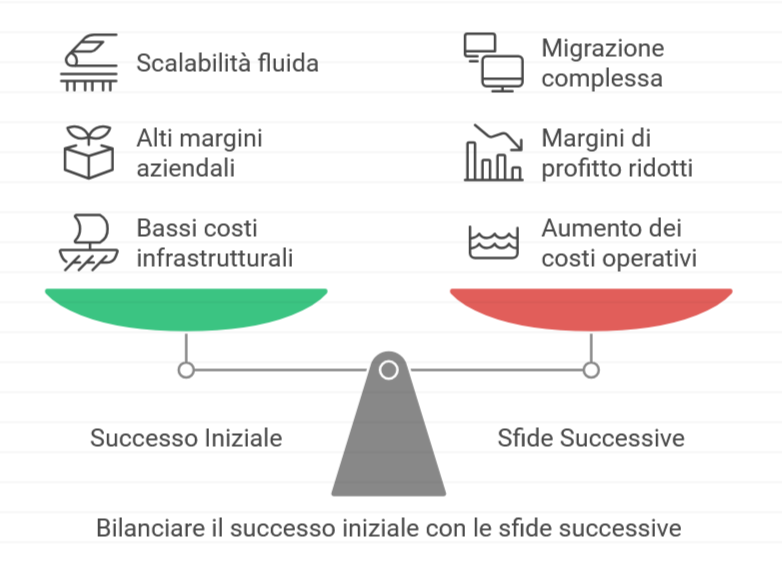 Scalabilità fluida
Alti margini
aziendali
Bassi costi
infrastrutturali
Migrazione
complessa
Margini di
profitto ridotti
Aumento dei
costi operativi
Successo Iniziale
Sfide Successive
Bilanciare il successo iniziale con le sfide successive